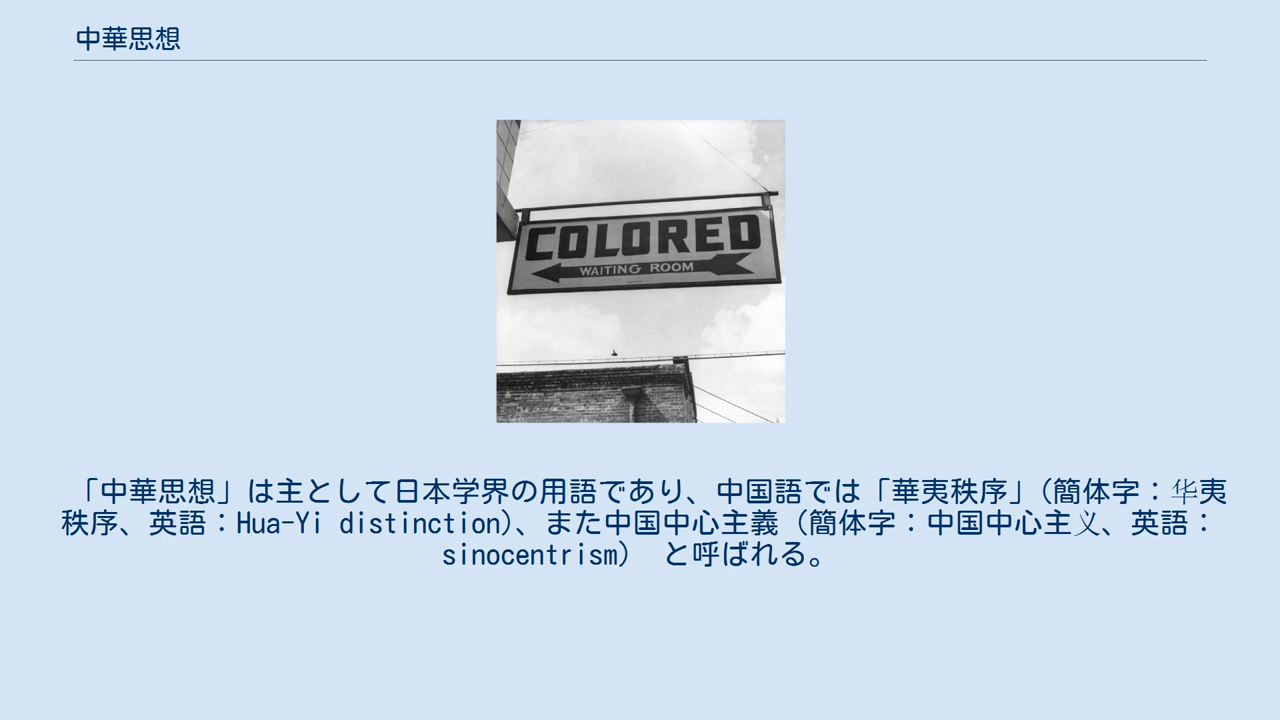 中華思想
COLORED
WAITING ROOM
「中華思想」は主として日本学界の用語であり、中国語では「華夷秩序」(簡体字：华夷
秩序、英語：Hua-Yi distinction)、また中国中心主義（簡体字：中国中心主义、英語：
sinocentrism） と呼ばれる。